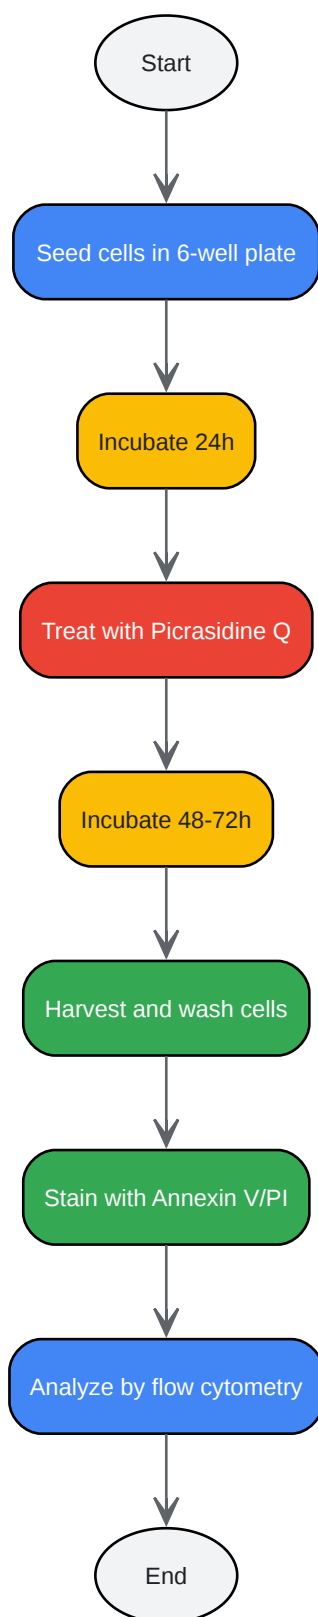 Start
Seed cells in 6-well plate
Incubate 24h
Treat with Picrasidine Q
Incubate 48-72h
Harvest and wash cells
Stain with Annexin V/PI
Analyze by flow cytometry
End